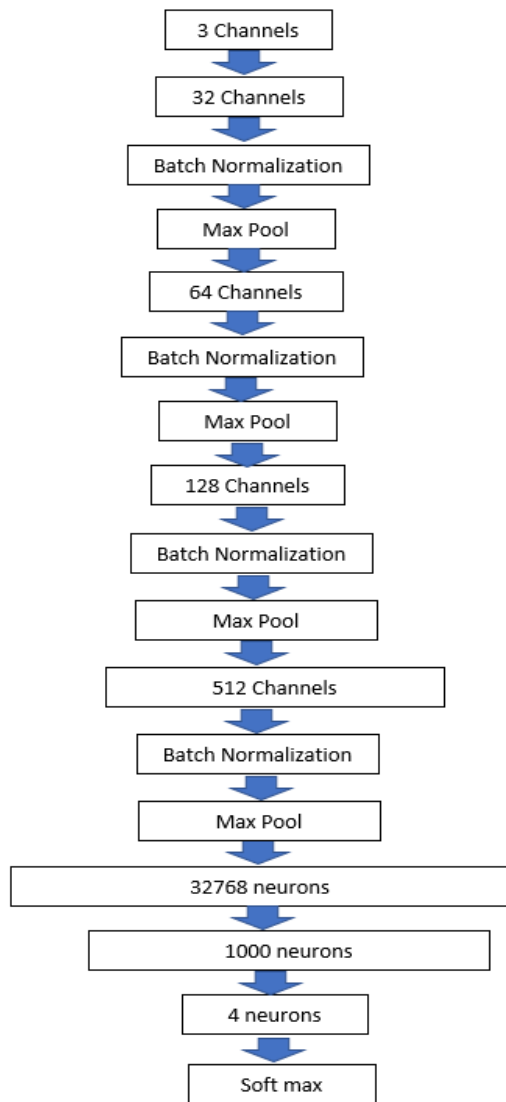 3 Channels
32 Channels
Batch Normalization
Max Pool
64 Channels
Batch Normalization
Max Pool
128 Channels
Batch Normalization
Max Pool
512 Channels
Batch Normalization
Max Pool
32768 neurons
1000 neurons
4 neurons
Soft max